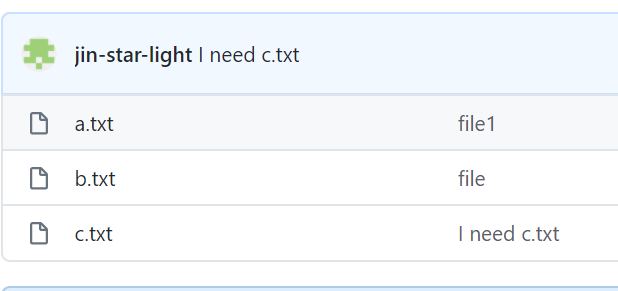 jin-star-light I need c.txt
a.txt file1
b.txt file
c.txt I need c.txt